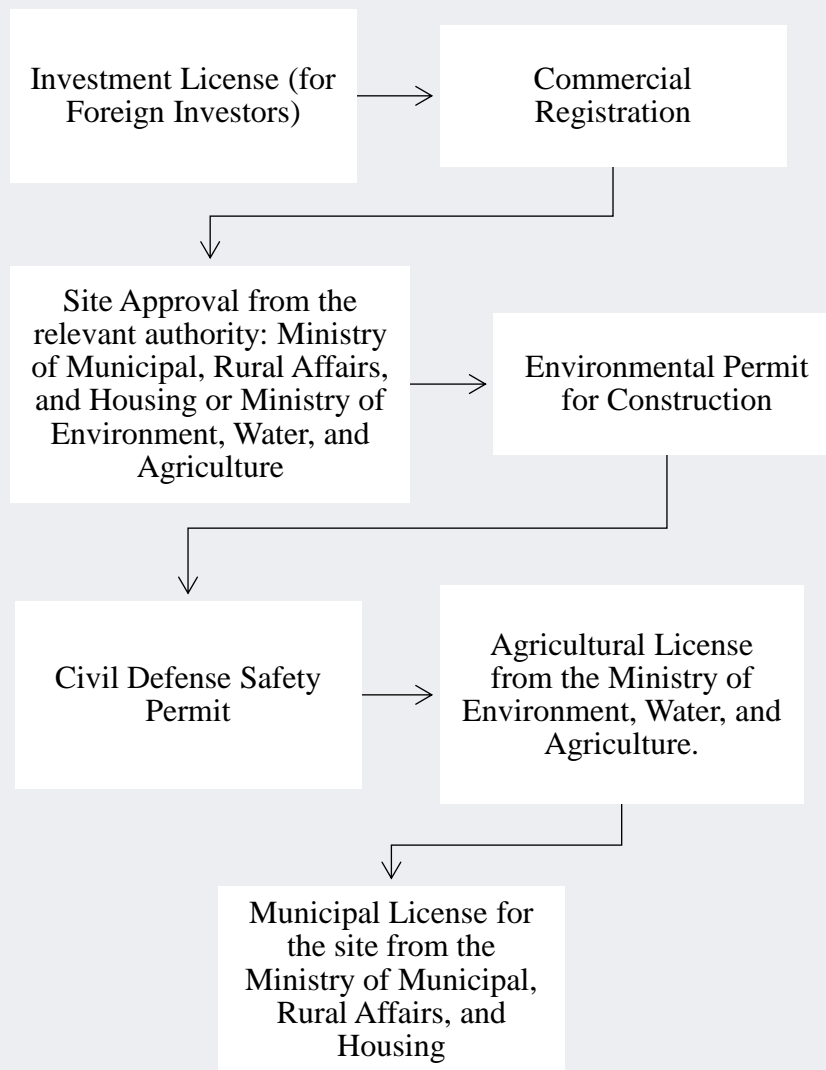 Investment License (for
Foreign Investors)
Commercial
Registration
Site Approval from the
relevant authority: Ministry
of Municipal, Rural Affairs,
and Housing or Ministry of
Environment, Water, and
Agriculture
Environmental Permit
for Construction
Civil Defense Safety
Permit
Agricultural License
from the Ministry of
Environment, Water, and
Agriculture.
Municipal License for
the site from the
Ministry of Municipal,
Rural Affairs, and
Housing